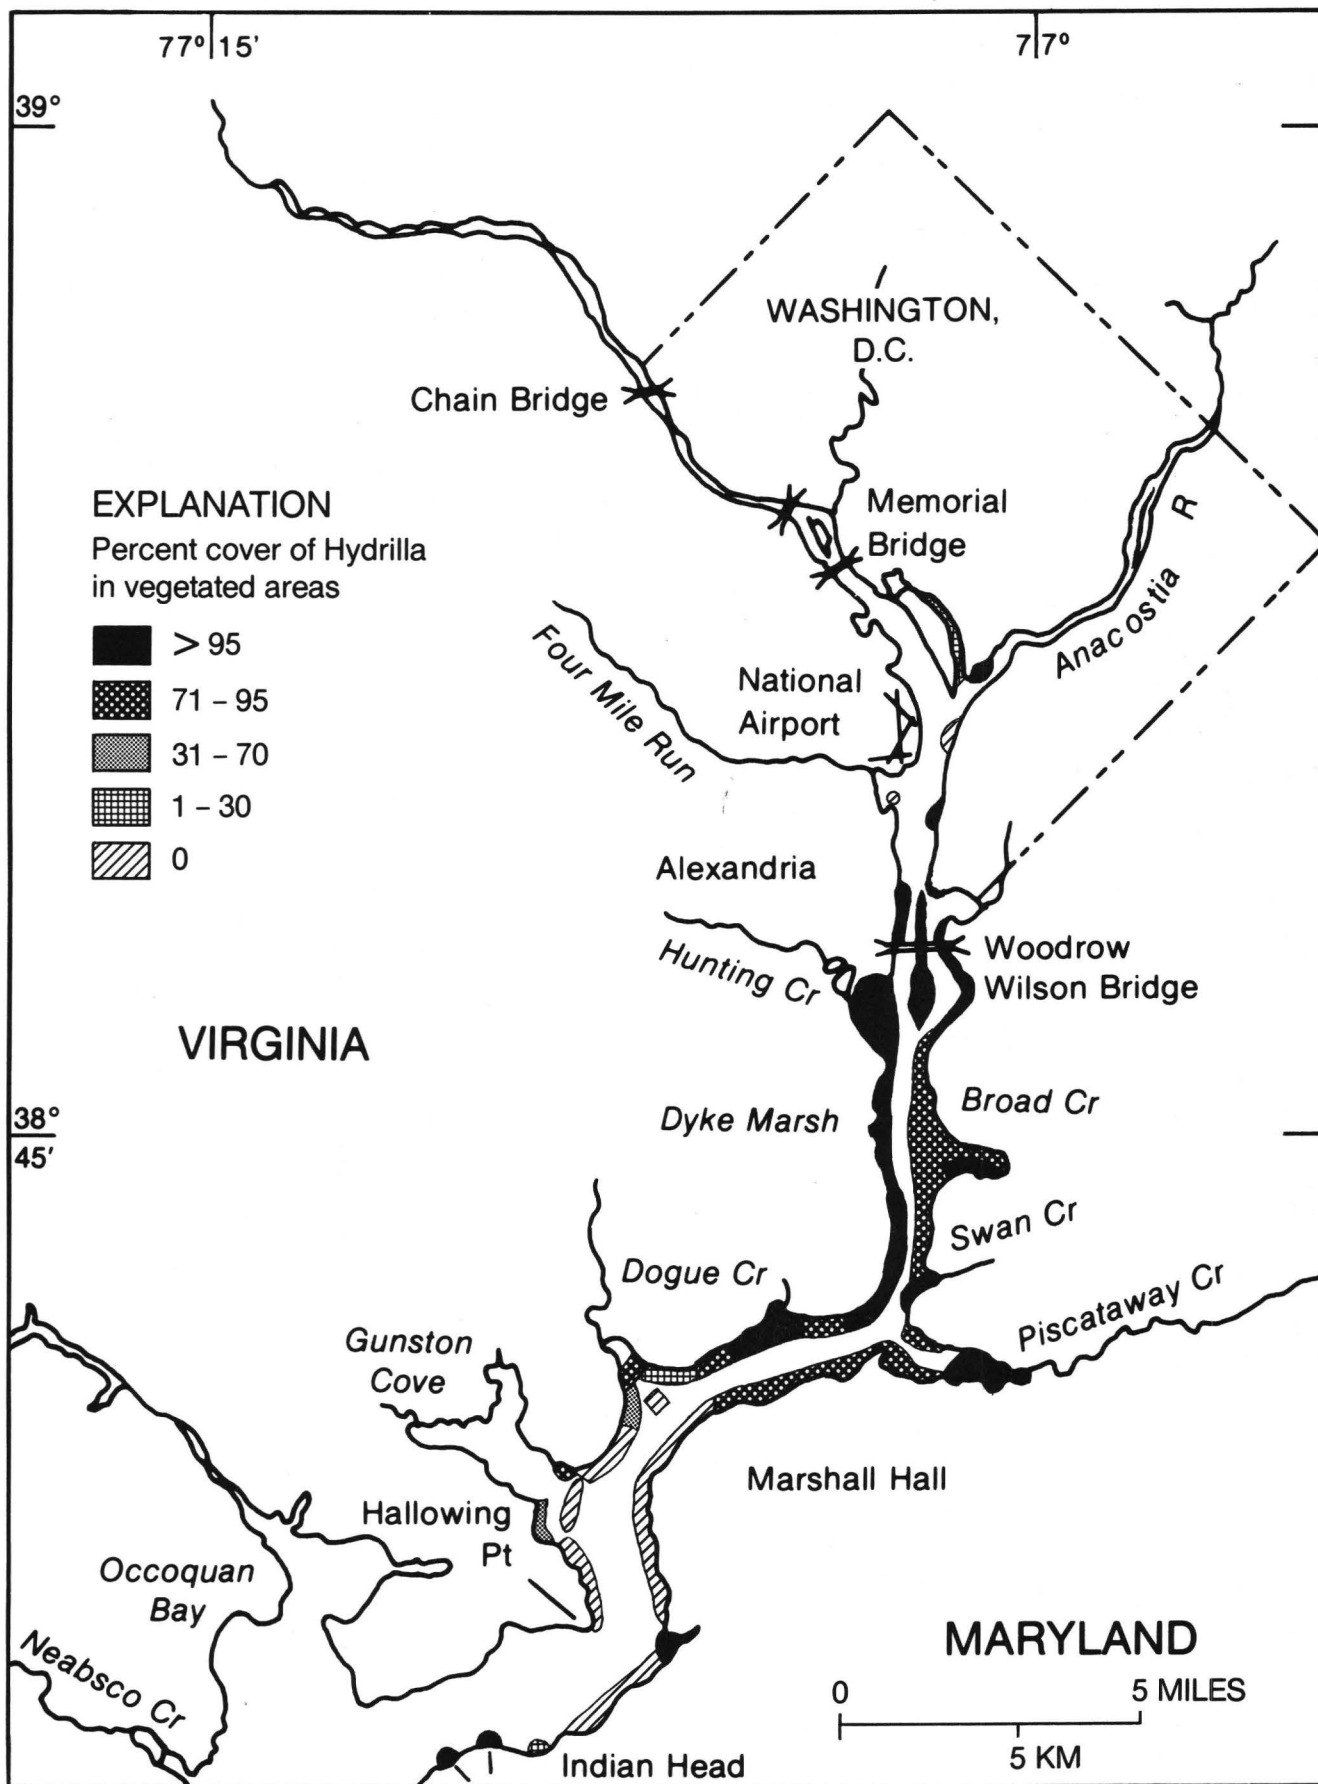 77° 15'
77°
39°
WASHINGTON,
D.C.
Chain Bridge
EXPLANATION
Percent cover of Hydrilla
in vegetated areas
> 95
71 – 95
31 – 70
1 – 30
0
Memorial
Bridge
Anacostia R
Four Mile Run
National
Airport
Alexandria
Hunting Cr
Woodrow
Wilson Bridge
VIRGINIA
Dyke Marsh
Broad Cr
38°
45'
Swan Cr
Dogue Cr
Piscataway Cr
Gunston
Cove
Marshall Hall
Hallowing
Pt
Occoquan
Bay
Neabsco Cr
MARYLAND
0 5 MILES
5 KM
Indian Head